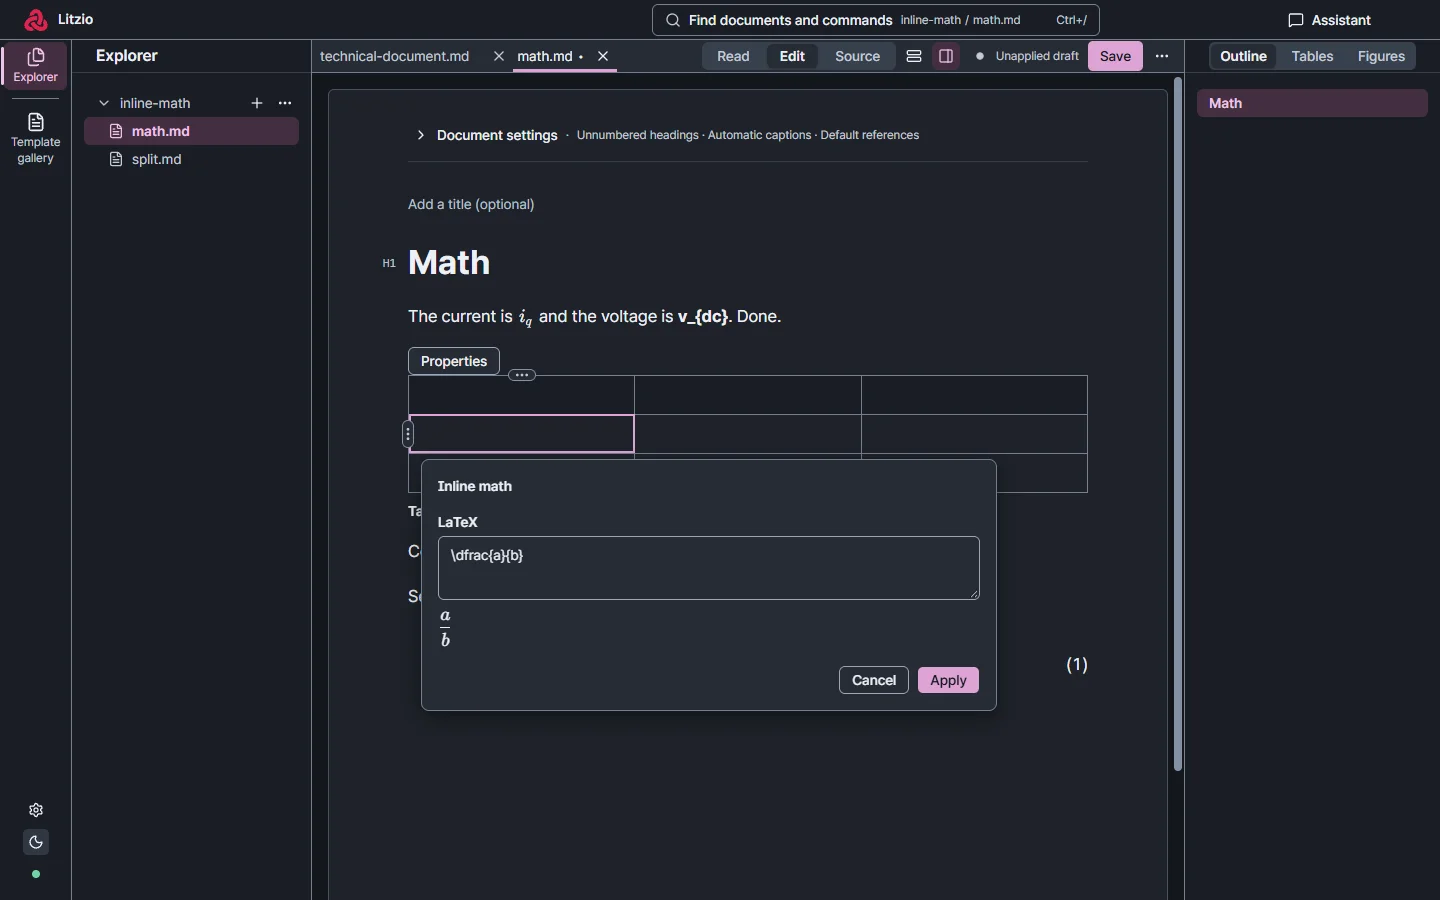 Litzio
Find documents and commands inline-math / math.md Ctrl+/
Assistant
Explorer
Template gallery
Explorer
inline-math
math.md
split.md
technical-document.md
math.md •
Read Edit Source
Unapplied draft
Save
Outline Tables Figures
Math
Document settings · Unnumbered headings · Automatic captions · Default references
Add a title (optional)
H1 Math
The current is i_q and the voltage is v_{dc}. Done.
Properties
Inline math
LaTeX
\dfrac{a}{b}
a
b
(1)
Cancel Apply